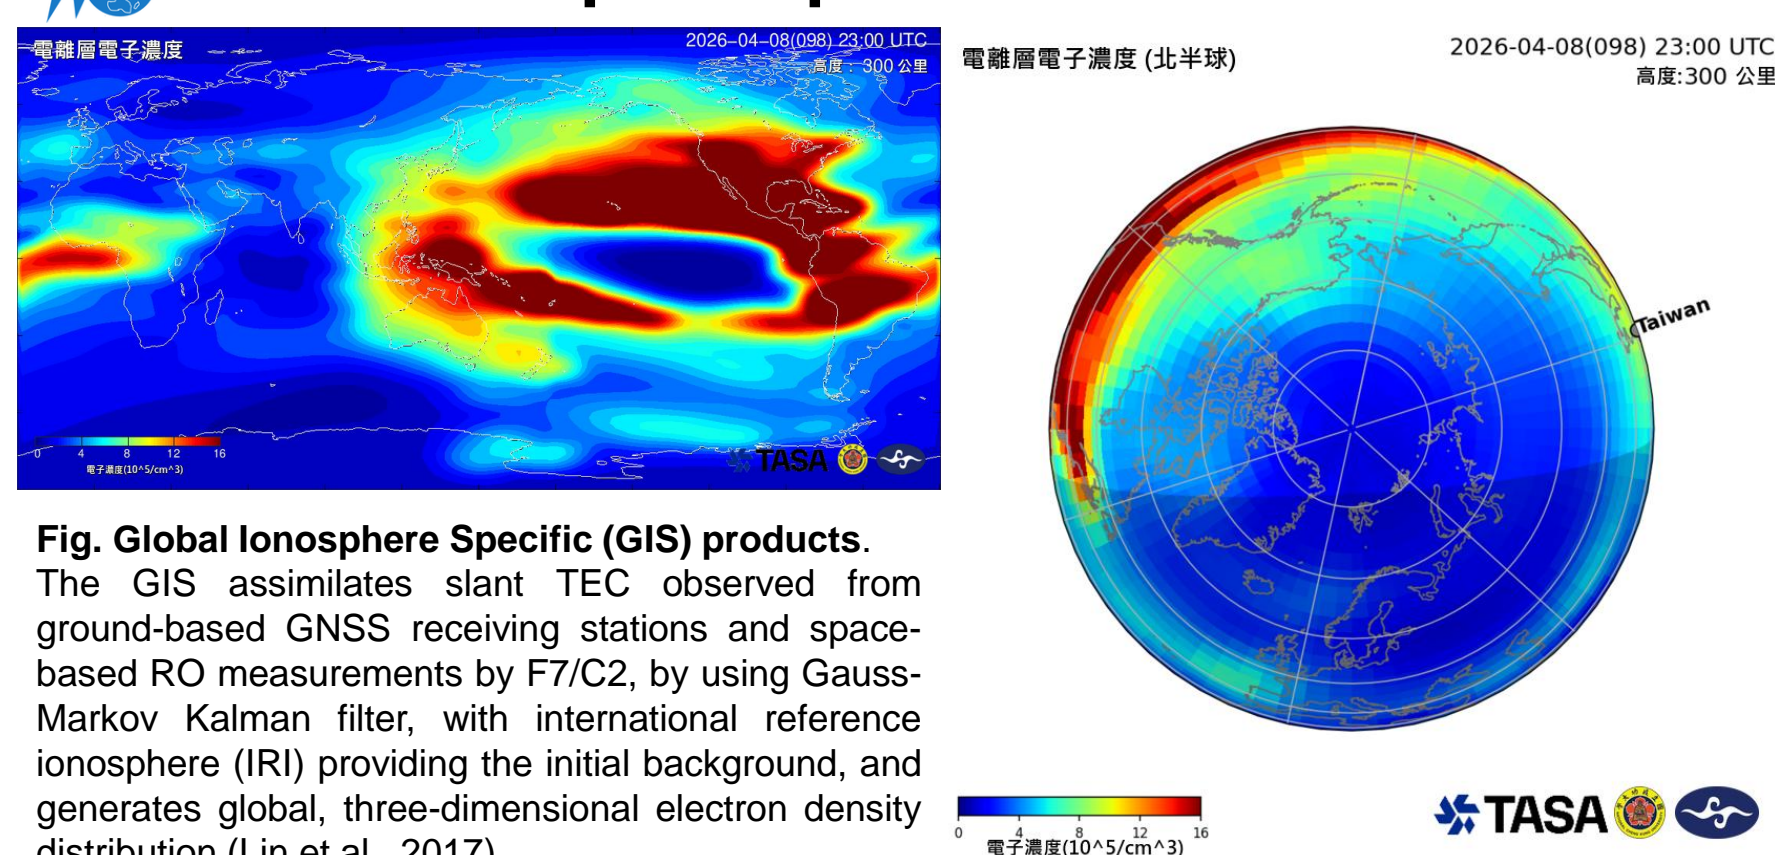 電離層電子濃度
2026-04-08(098) 23:00 UTC
高度: 300 公里
0 4 8 12 16
電子濃度(10^5/cm^3)
TASA
電離層電子濃度 (北半球)
2026-04-08(098) 23:00 UTC
高度:300 公里
Taiwan
0 4 8 12 16
電子濃度(10^5/cm^3)
TASA
Fig. Global Ionosphere Specific (GIS) products.
The GIS assimilates slant TEC observed from
ground-based GNSS receiving stations and space-
based RO measurements by F7/C2, by using Gauss-
Markov Kalman filter, with international reference
ionosphere (IRI) providing the initial background, and
generates global, three-dimensional electron density
distribution (Lin et al., 2017)